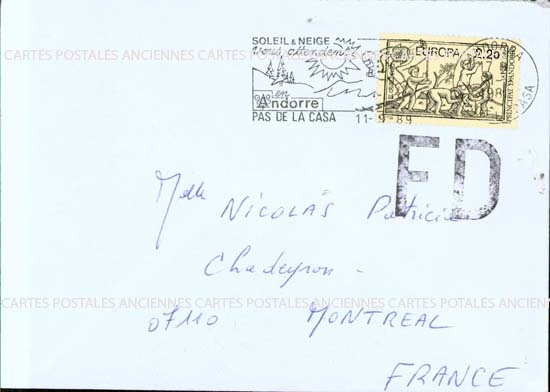 SOLEIL & NEIGE
vous attendent
en
Andorre
PAS DE LA CASA
11-9-89
EUROPA 2.20
CARTES POSTALES ANCIENNES CARTES POSTALES ANCIENNES CARTES POSTALES ANCIENNES
FD
Melle NICOLAS Patricia
Chadeyron -
CARTES POSTALES ANCIENNES CARTES POSTALES ANCIENNES CARTES POSTALES ANCIENNES
07110 MONTREAL
FRANCE